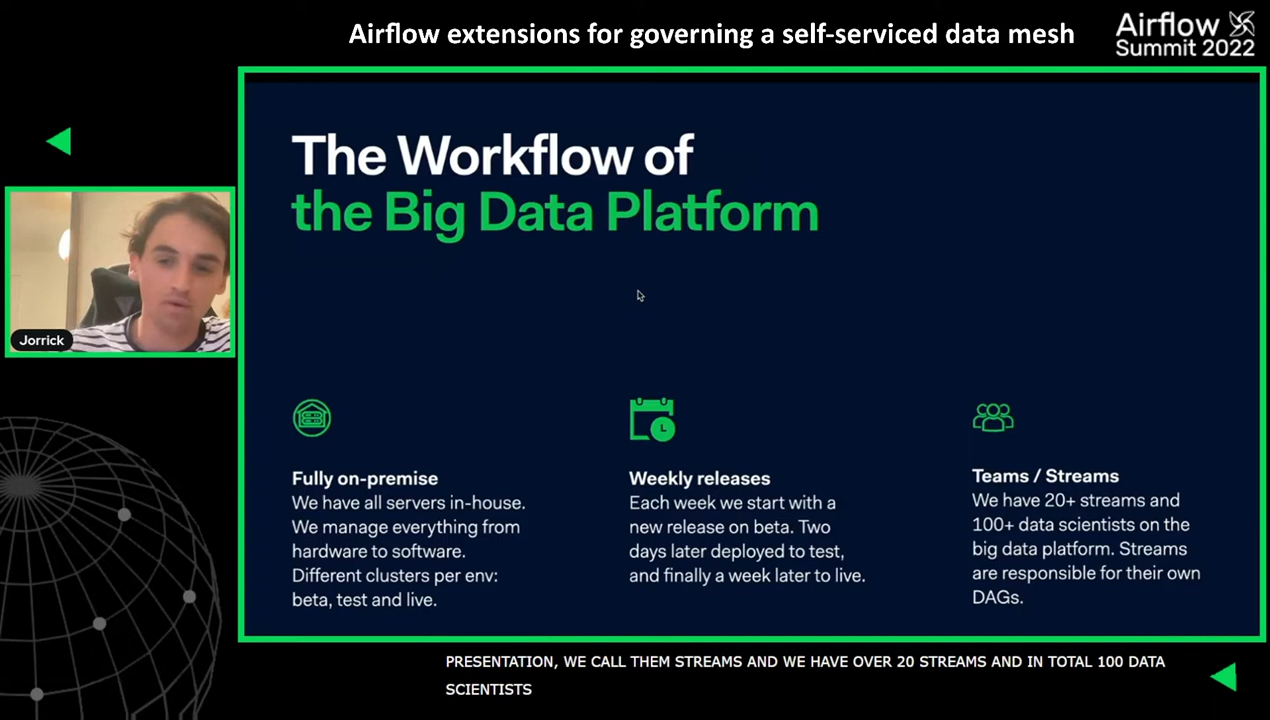 Airflow extensions for governing a self-serviced data mesh
Airflow
Summit 2022
The Workflow of
the Big Data Platform
Jorrick
Fully on-premise
We have all servers in-house.
We manage everything from
hardware to software.
Different clusters per env:
beta, test and live.
Weekly releases
Each week we start with a
new release on beta. Two
days later deployed to test,
and finally a week later to live.
Teams / Streams
We have 20+ streams and
100+ data scientists on the
big data platform. Streams
are responsible for their own
DAGs.
PRESENTATION, WE CALL THEM STREAMS AND WE HAVE OVER 20 STREAMS AND IN TOTAL 100 DATA
SCIENTISTS